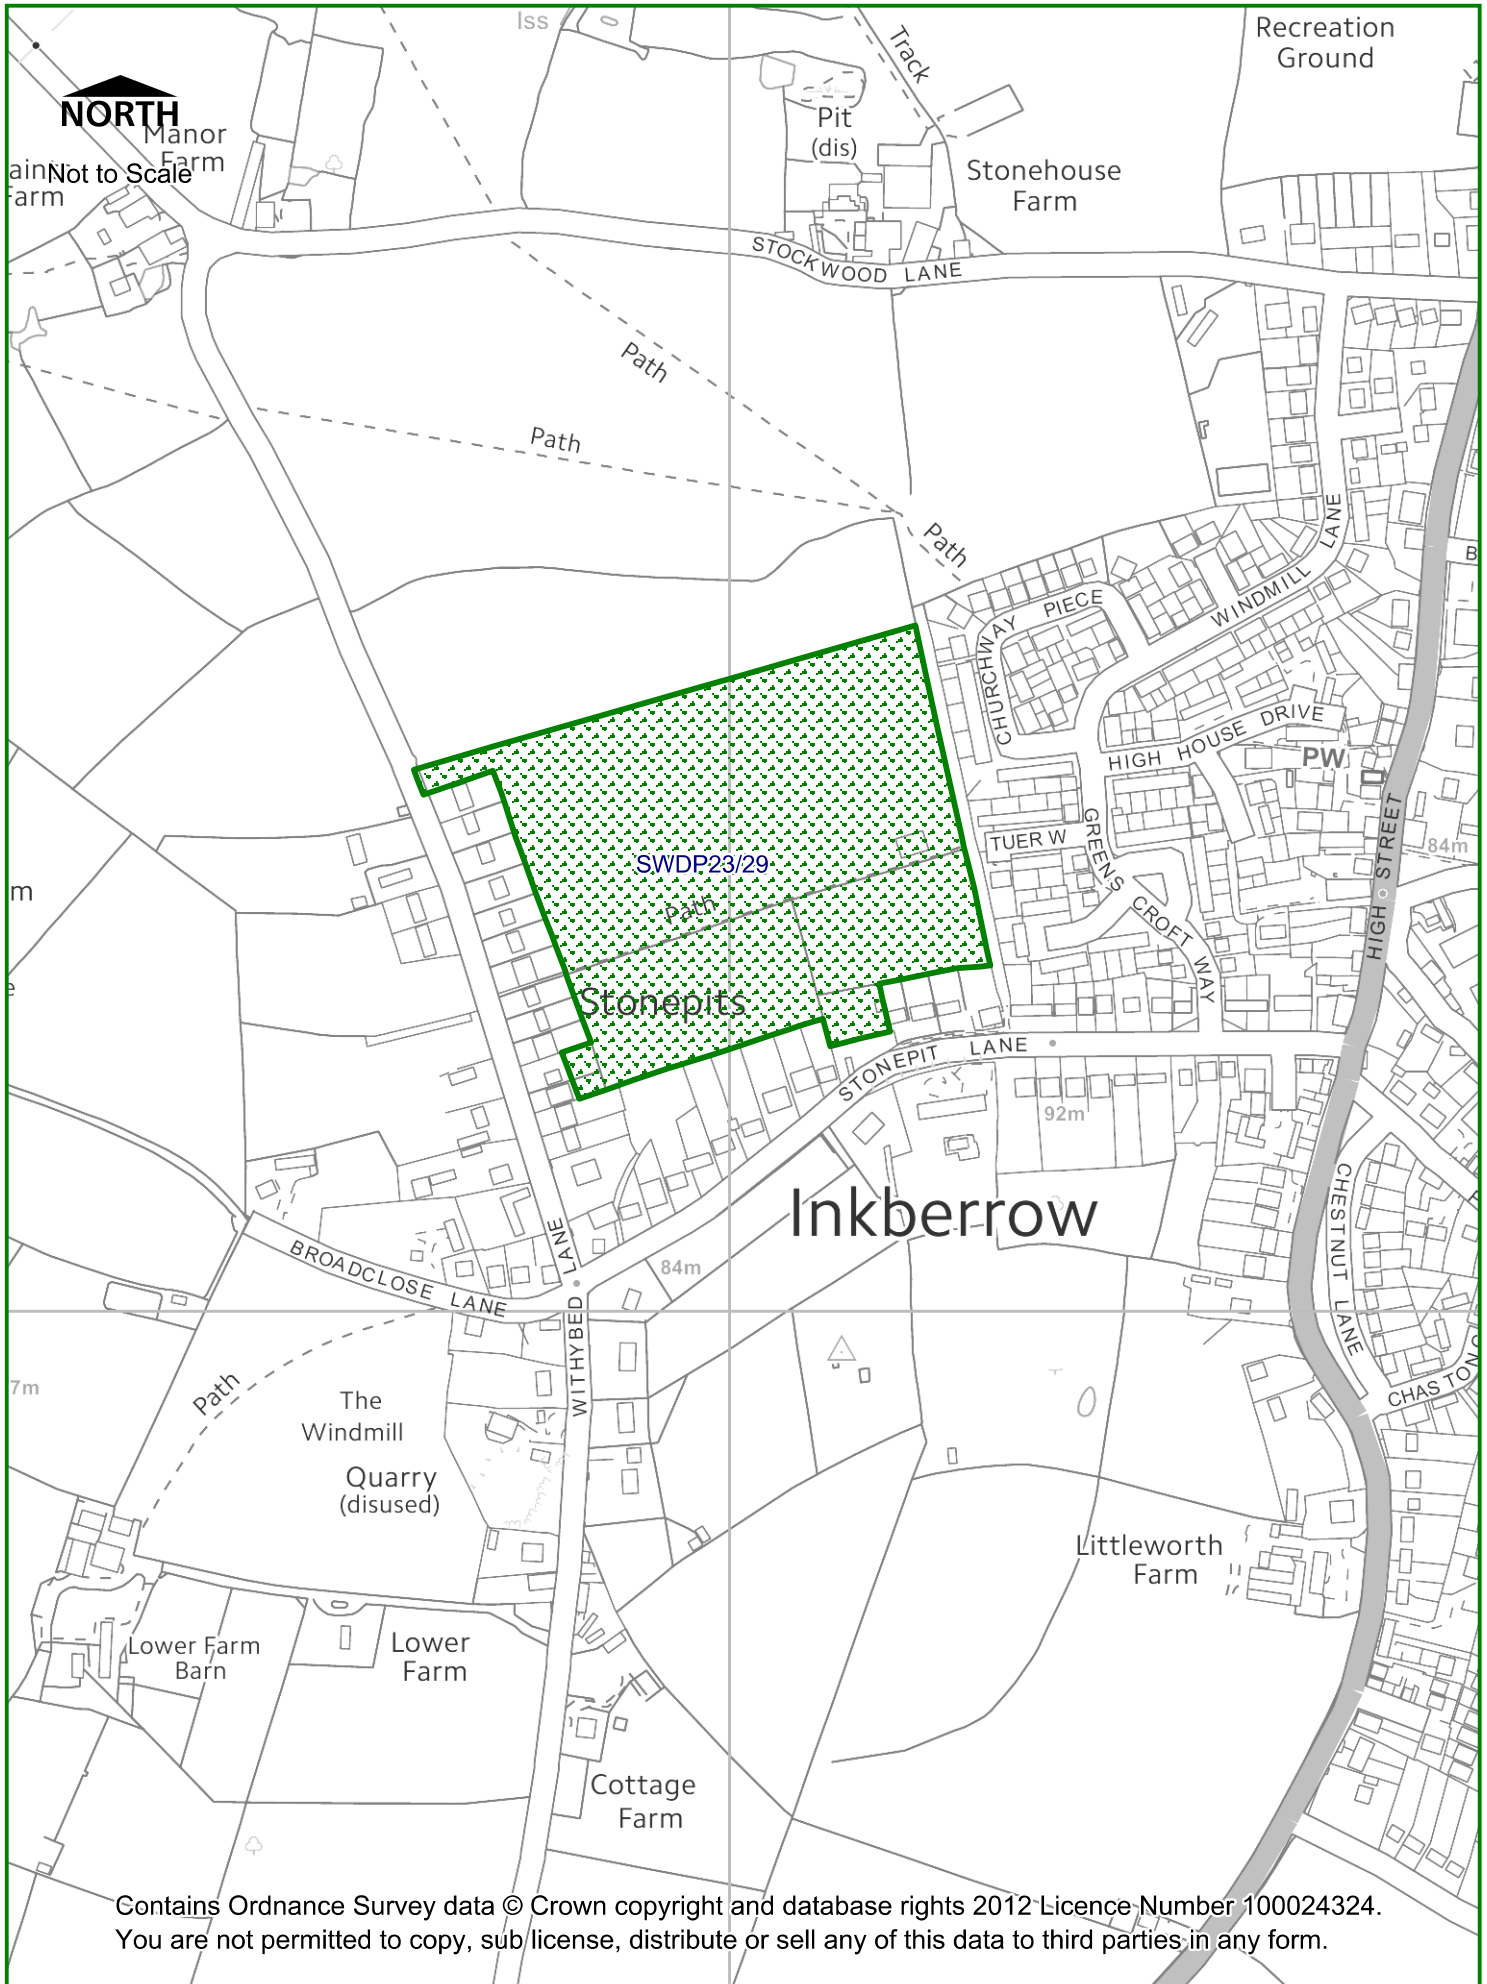 Iss
Recreation
Ground
Track
NORTH
Manor
Farm
Not to Scale
Farm
Pit
(dis)
Stonehouse
Farm
STOCKWOOD LANE
Path
Path
Path
WINDMILL LANE
CHURCHWAY PIECE
HIGH HOUSE DRIVE
PW
TUER W
GREENS CROFT WAY
HIGH STREET
84m
SWDP23/29
Path
Stonepits
STONEPIT LANE
92m
Inkberrow
CHESTNUT LANE
BROADCLOSE LANE
84m
WITHYBED LANE
CHASTON
7m
Path
The
Windmill
Quarry
(disused)
Littleworth
Farm
Lower Farm
Barn
Lower
Farm
Cottage
Farm
Contains Ordnance Survey data © Crown copyright and database rights 2012 Licence Number 100024324.
You are not permitted to copy, sub license, distribute or sell any of this data to third parties in any form.